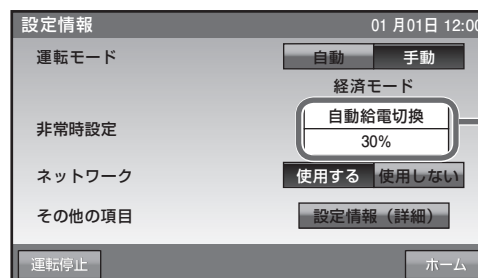 設定情報 01月01日 12:00
運転モード 自動 手動
経済モード
非常時設定 自動給電切換
30%
ネットワーク 使用する 使用しない
その他の項目 設定情報（詳細）
運転停止 ホーム